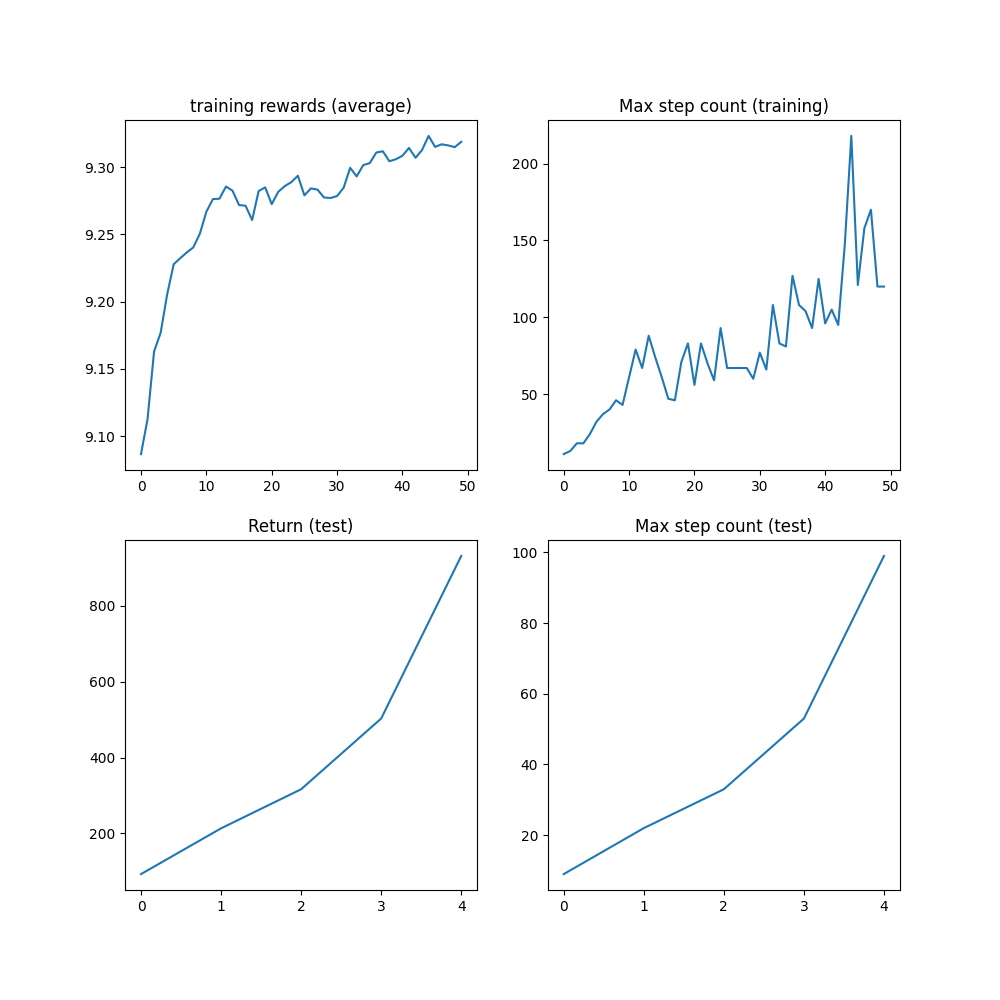 training rewards (average)
9.30
9.25
9.20
9.15
9.10
0 10 20 30 40 50
Max step count (training)
200
150
100
50
0 10 20 30 40 50
Return (test)
800
600
400
200
0 1 2 3 4
Max step count (test)
100
80
60
40
20
0 1 2 3 4